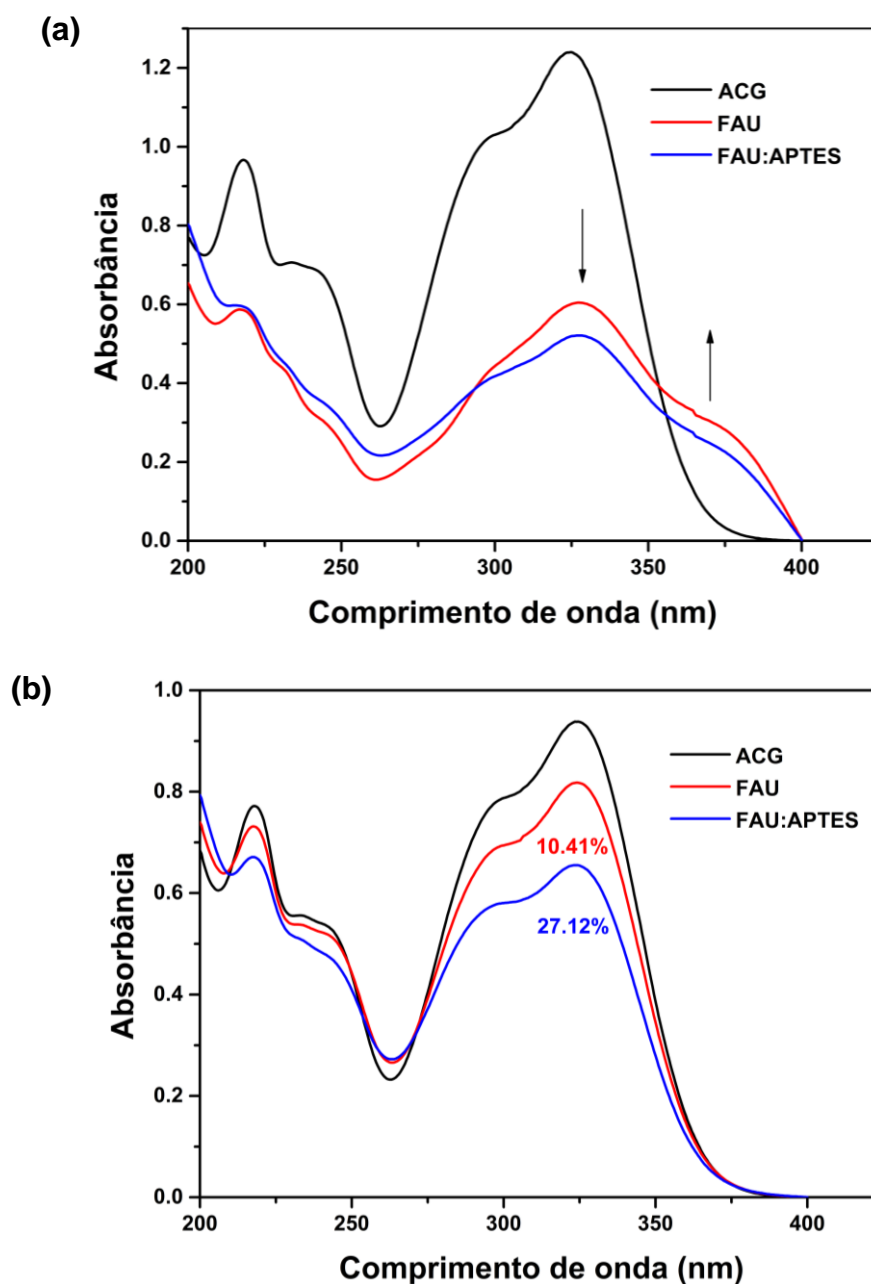 (a)
Absorbância
1.2
1.0
0.8
0.6
0.4
0.2
0.0
ACG
FAU
FAU:APTES
200
250
300
350
400
Comprimento de onda (nm)
(b)
Absorbância
1.0
0.8
0.6
0.4
0.2
0.0
ACG
FAU
FAU:APTES
10.41%
27.12%
200
250
300
350
400
Comprimento de onda (nm)